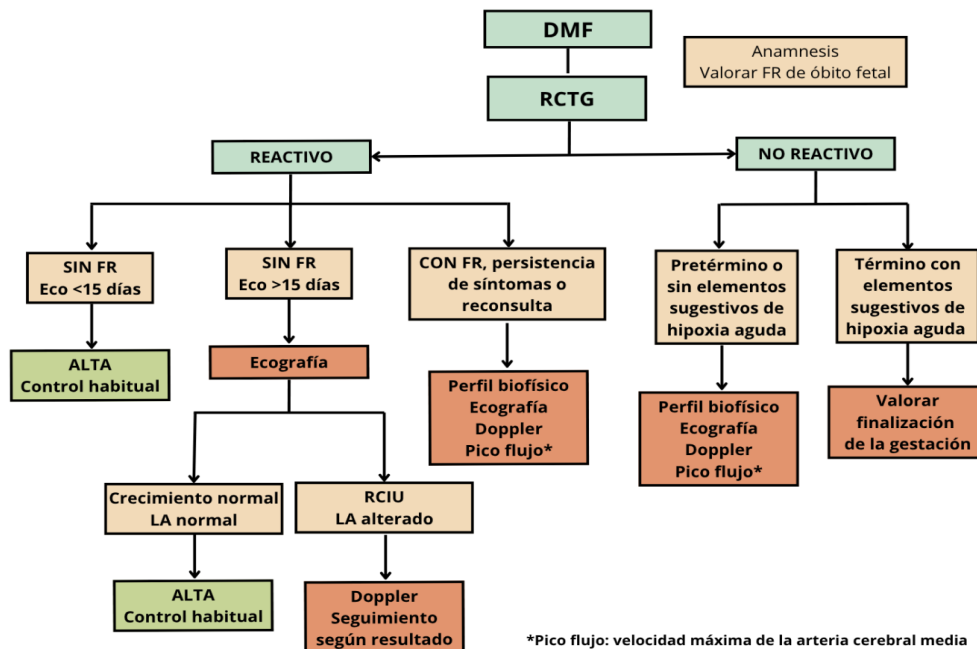 DMF
Anamnesis
Valorar FR de óbito fetal
RCTG
REACTIVO
NO REACTIVO
SIN FR
Eco <15 días
SIN FR
Eco >15 días
CON FR, persistencia
de síntomas o
reconsulta
Pretérmino o
sin elementos
sugestivos de
hipoxia aguda
Término con
elementos
sugestivos de
hipoxia aguda
ALTA
Control habitual
Ecografía
Perfil biofísico
Ecografía
Doppler
Pico flujo*
Perfil biofísico
Ecografía
Doppler
Pico flujo*
Valorar
finalización
de la gestación
Crecimiento normal
LA normal
RCIU
LA alterado
ALTA
Control habitual
Doppler
Seguimiento
según resultado
*Pico flujo: velocidad máxima de la arteria cerebral media